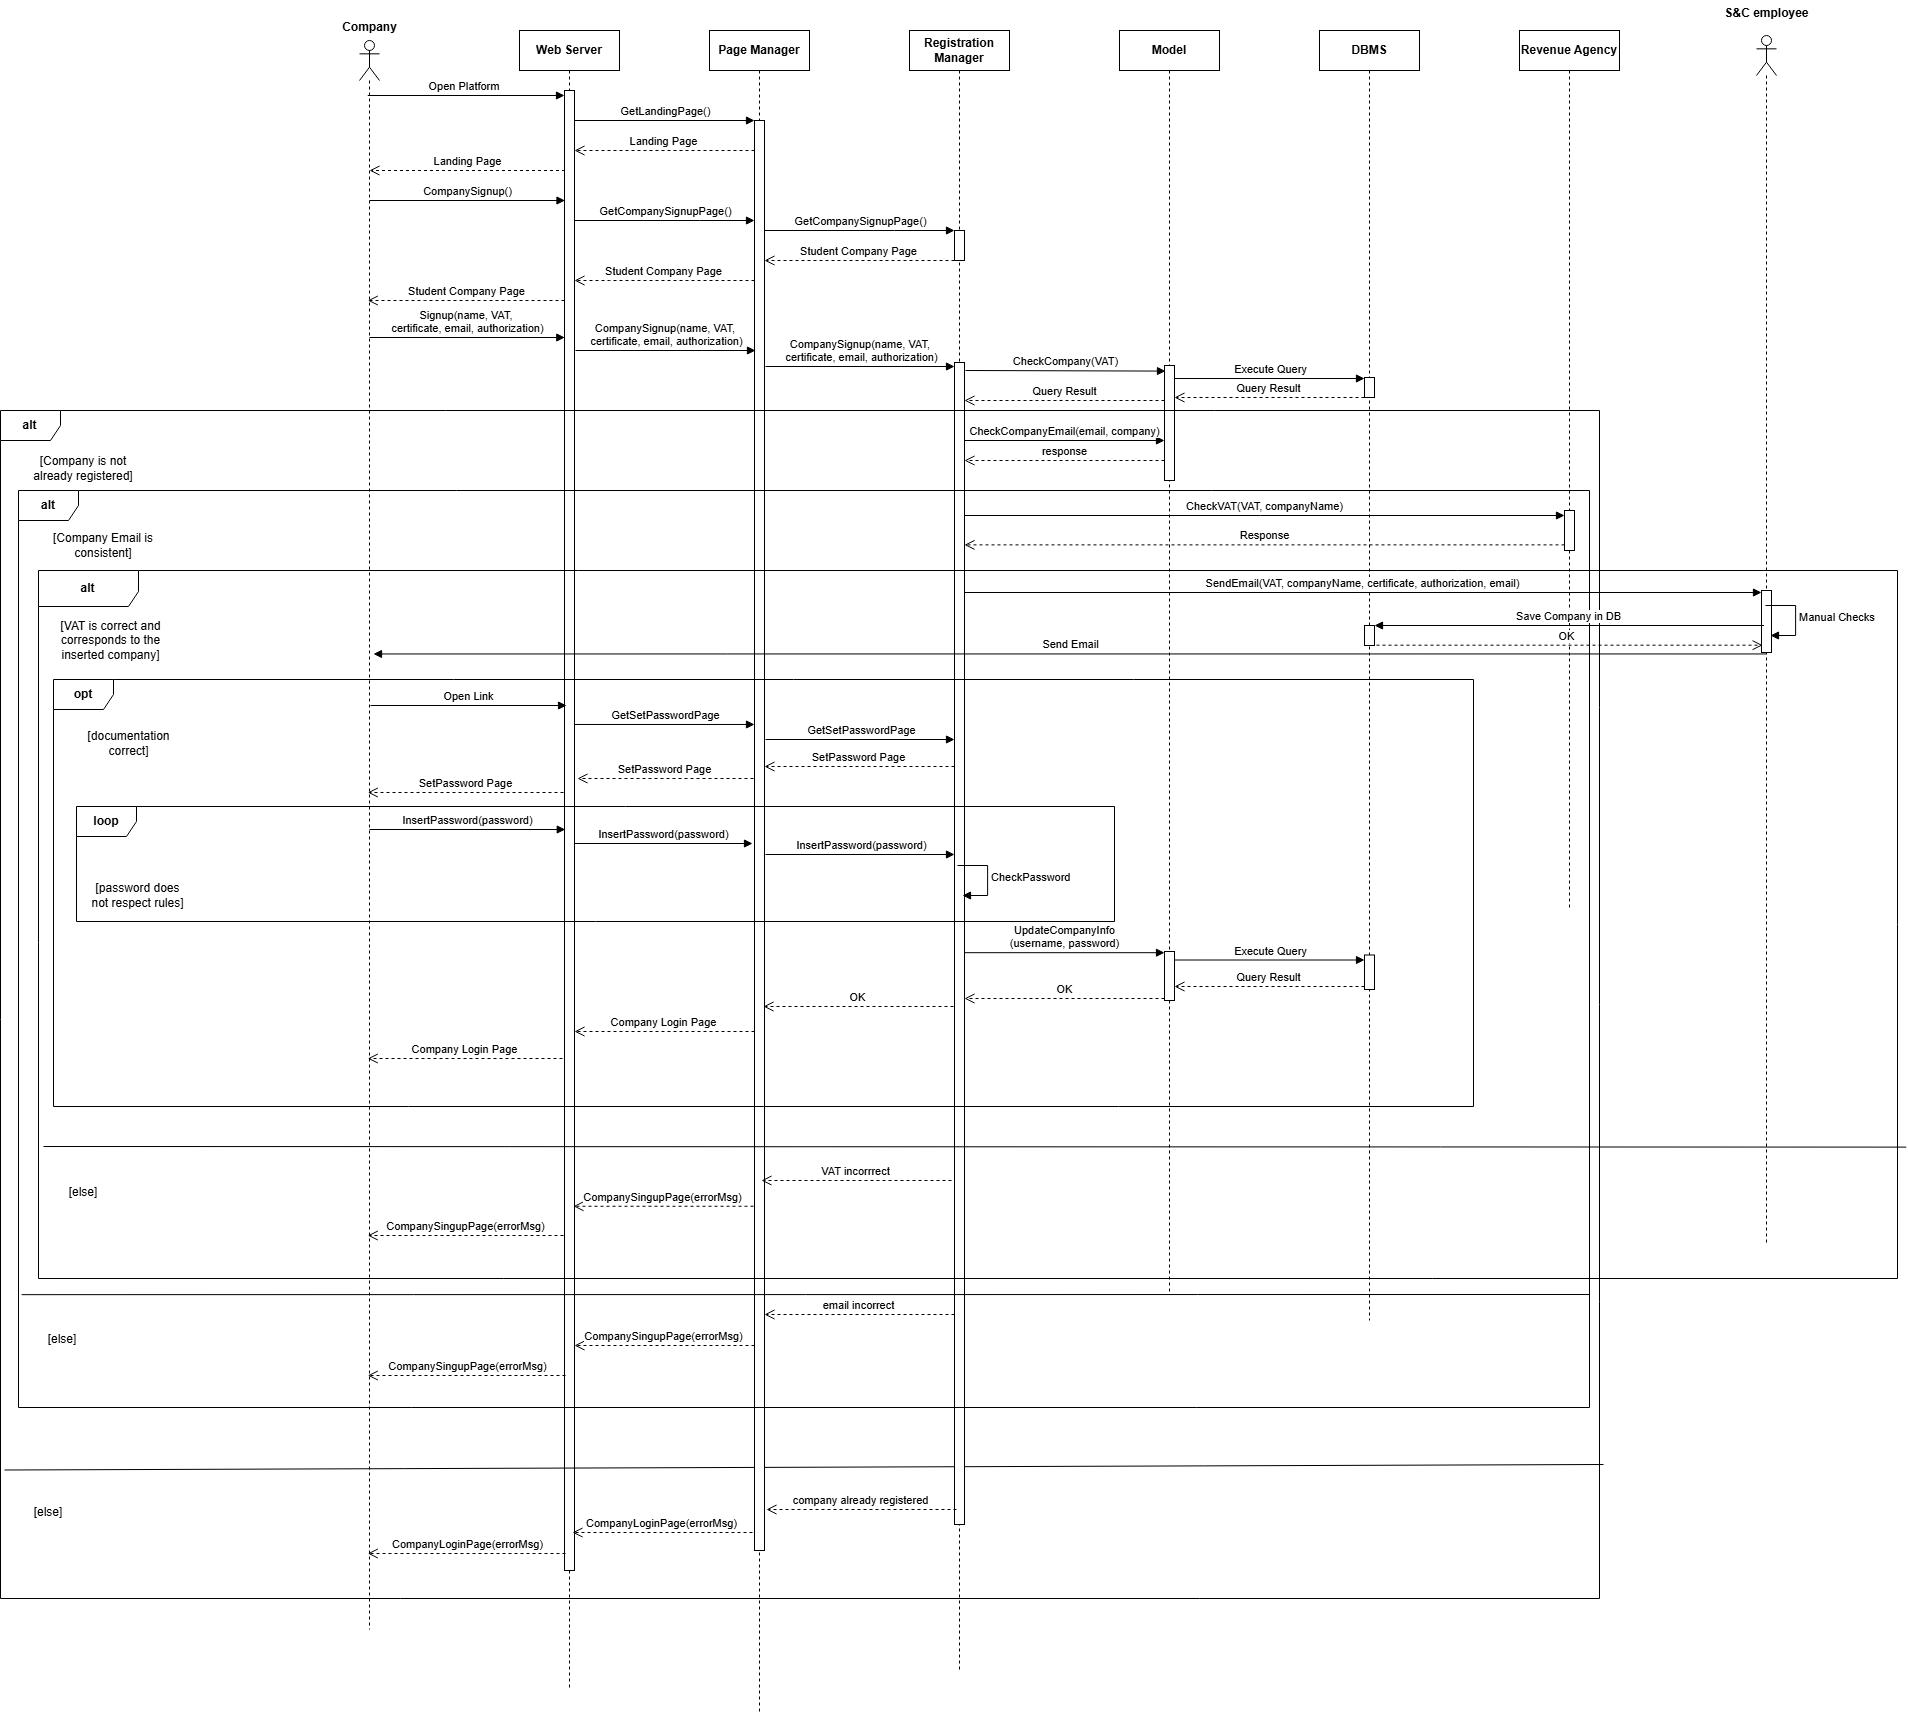 Company
Web Server
Page Manager
Registration
Manager
Model
DBMS
Revenue Agency
S&C employee
Open Platform
GetLandingPage()
Landing Page
Landing Page
CompanySignup()
GetCompanySignupPage()
GetCompanySignupPage()
Student Company Page
Student Company Page
Student Company Page
Signup(name, VAT,
certificate, email, authorization)
CompanySignup(name, VAT,
certificate, email, authorization)
CompanySignup(name, VAT,
certificate, email, authorization)
CheckCompany(VAT)
Execute Query
Query Result
Query Result
alt
[Company is not
already registered]
CheckCompanyEmail(email, company)
response
alt
[Company Email is
consistent]
CheckVAT(VAT, companyName)
Response
alt
[VAT is correct and
corresponds to the
inserted company]
SendEmail(VAT, companyName, certificate, authorization, email)
Manual Checks
Save Company in DB
OK
Send Email
opt
[documentation
correct]
Open Link
GetSetPasswordPage
GetSetPasswordPage
SetPassword Page
SetPassword Page
SetPassword Page
loop
[password does
not respect rules]
InsertPassword(password)
InsertPassword(password)
InsertPassword(password)
CheckPassword
UpdateCompanyInfo
(username, password)
Execute Query
Query Result
OK
OK
Company Login Page
Company Login Page
[else]
VAT incorrrect
CompanySingupPage(errorMsg)
CompanySingupPage(errorMsg)
[else]
email incorrect
CompanySingupPage(errorMsg)
CompanySingupPage(errorMsg)
[else]
company already registered
CompanyLoginPage(errorMsg)
CompanyLoginPage(errorMsg)